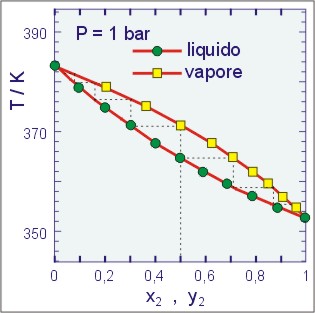 390
P = 1 bar
liquido
vapore
T / K
370
350
0
0,2
0,4
0,6
0,8
1
x2 , y2